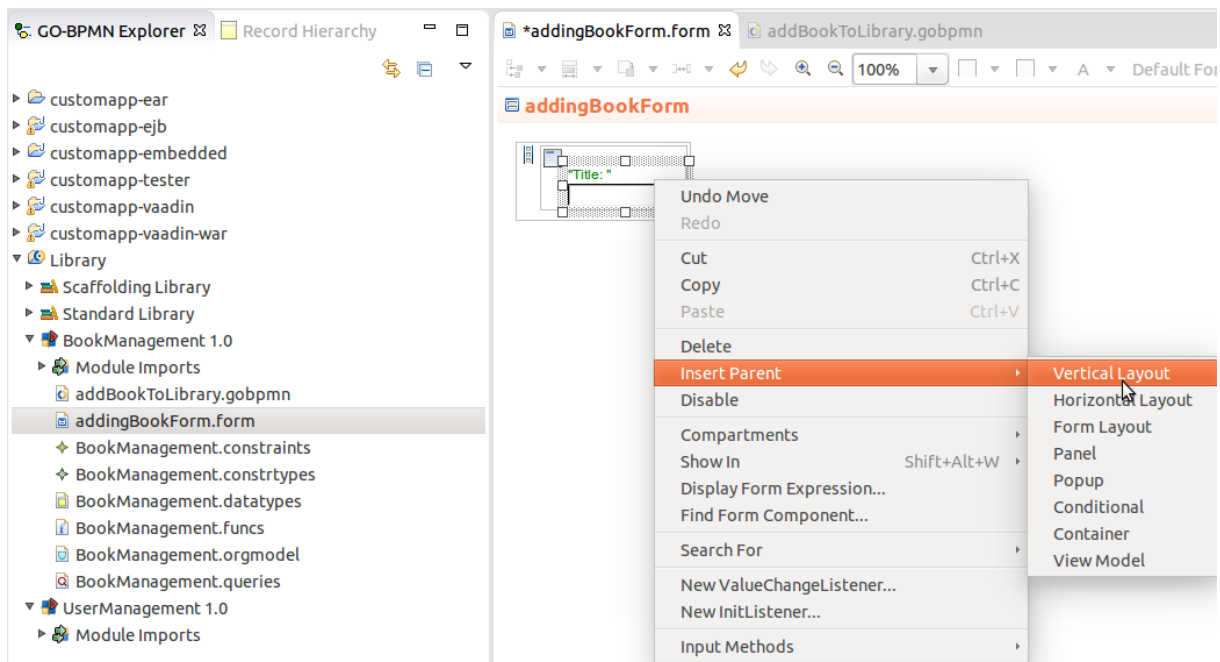 GO-BPMN Explorer
Record Hierarchy
customapp-ear
customapp-ejb
customapp-embedded
customapp-tester
customapp-vaadin
customapp-vaadin-war
Library
Scaffolding Library
Standard Library
BookManagement 1.0
Module Imports
addBookToLibrary.gobpmn
addingBookForm.form
BookManagement.constraints
BookManagement.constrtypes
BookManagement.datatypes
BookManagement.funcs
BookManagement.orgmodel
BookManagement.queries
UserManagement 1.0
Module Imports
*addingBookForm.form
addBookToLibrary.gobpmn
100%
A
Default For
addingBookForm
"Title: "
Undo Move
Redo
Cut Ctrl+X
Copy Ctrl+C
Paste Ctrl+V
Delete
Insert Parent
Disable
Compartments
Show In Shift+Alt+W
Display Form Expression...
Find Form Component...
Search For
New ValueChangeListener...
New InitListener...
Input Methods
Vertical Layout
Horizontal Layout
Form Layout
Panel
Popup
Conditional
Container
View Model